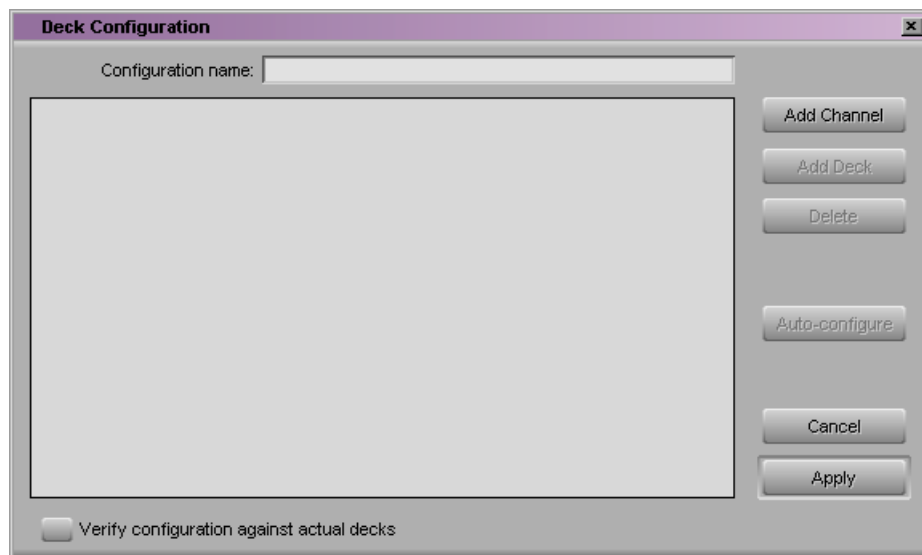 Deck Configuration
Configuration name:
Add Channel
Add Deck
Delete
Auto-configure
Cancel
Apply
Verify configuration against actual decks